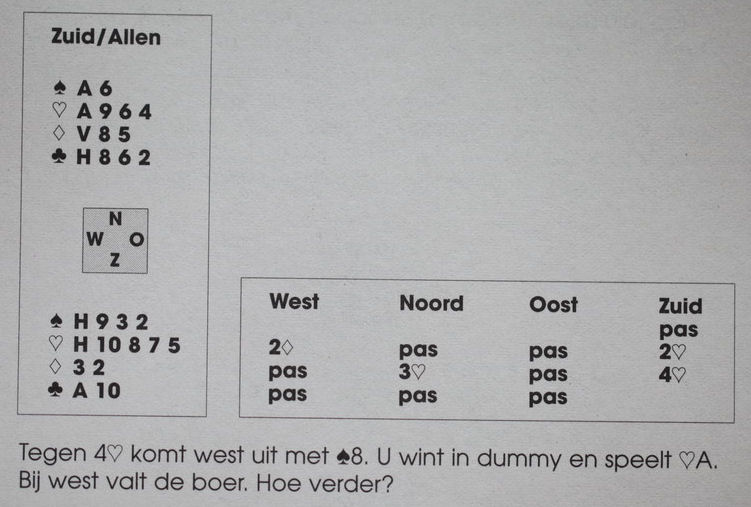 Zuid/Allen
♠ A 6
♡ A 9 6 4
◇ V 8 5
♣ H 8 6 2
N
W O
Z
♠ H 9 3 2
♡ H 10 8 7 5
◇ 3 2
♣ A 10
West Noord Oost Zuid
pas
2◇ pas pas 2♡
pas 3♡ pas 4♡
pas pas pas
Tegen 4♡ komt west uit met ♠8. U wint in dummy en speelt ♡A.
Bij west valt de boer. Hoe verder?